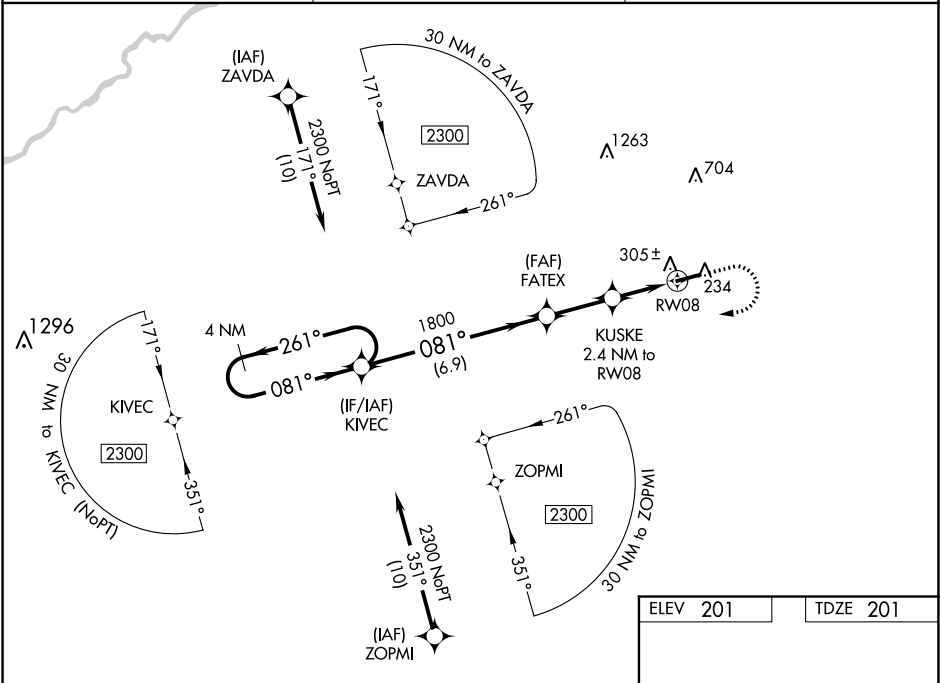 (IAF)
ZAVDA
2300 NoPT
171°
(10)
30 NM to ZAVDA
171°
2300
ZAVDA
261°
1263
704
(FAF)
FATEX
305±
234
RW08
KUSKE
2.4 NM to
RW08
1800
081°
(6.9)
4 NM
261°
081°
(IF/IAF)
KIVEC
1296
171°
KIVEC
2300
351°
30 NM to KIVEC (NoPT)
261°
ZOPMI
2300
351°
30 NM to ZOPMI
2300 NoPT
351°
(10)
(IAF)
ZOPMI
ELEV 201
TDZE 201